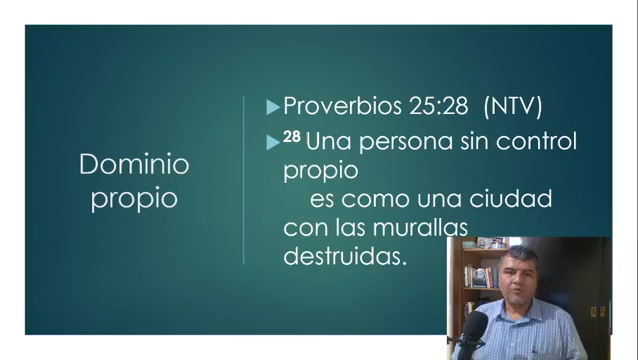 Dominio
propio
Proverbios 25:28 (NTV)
28 Una persona sin control
propio
es como una ciudad
con las murallas
destruidas.